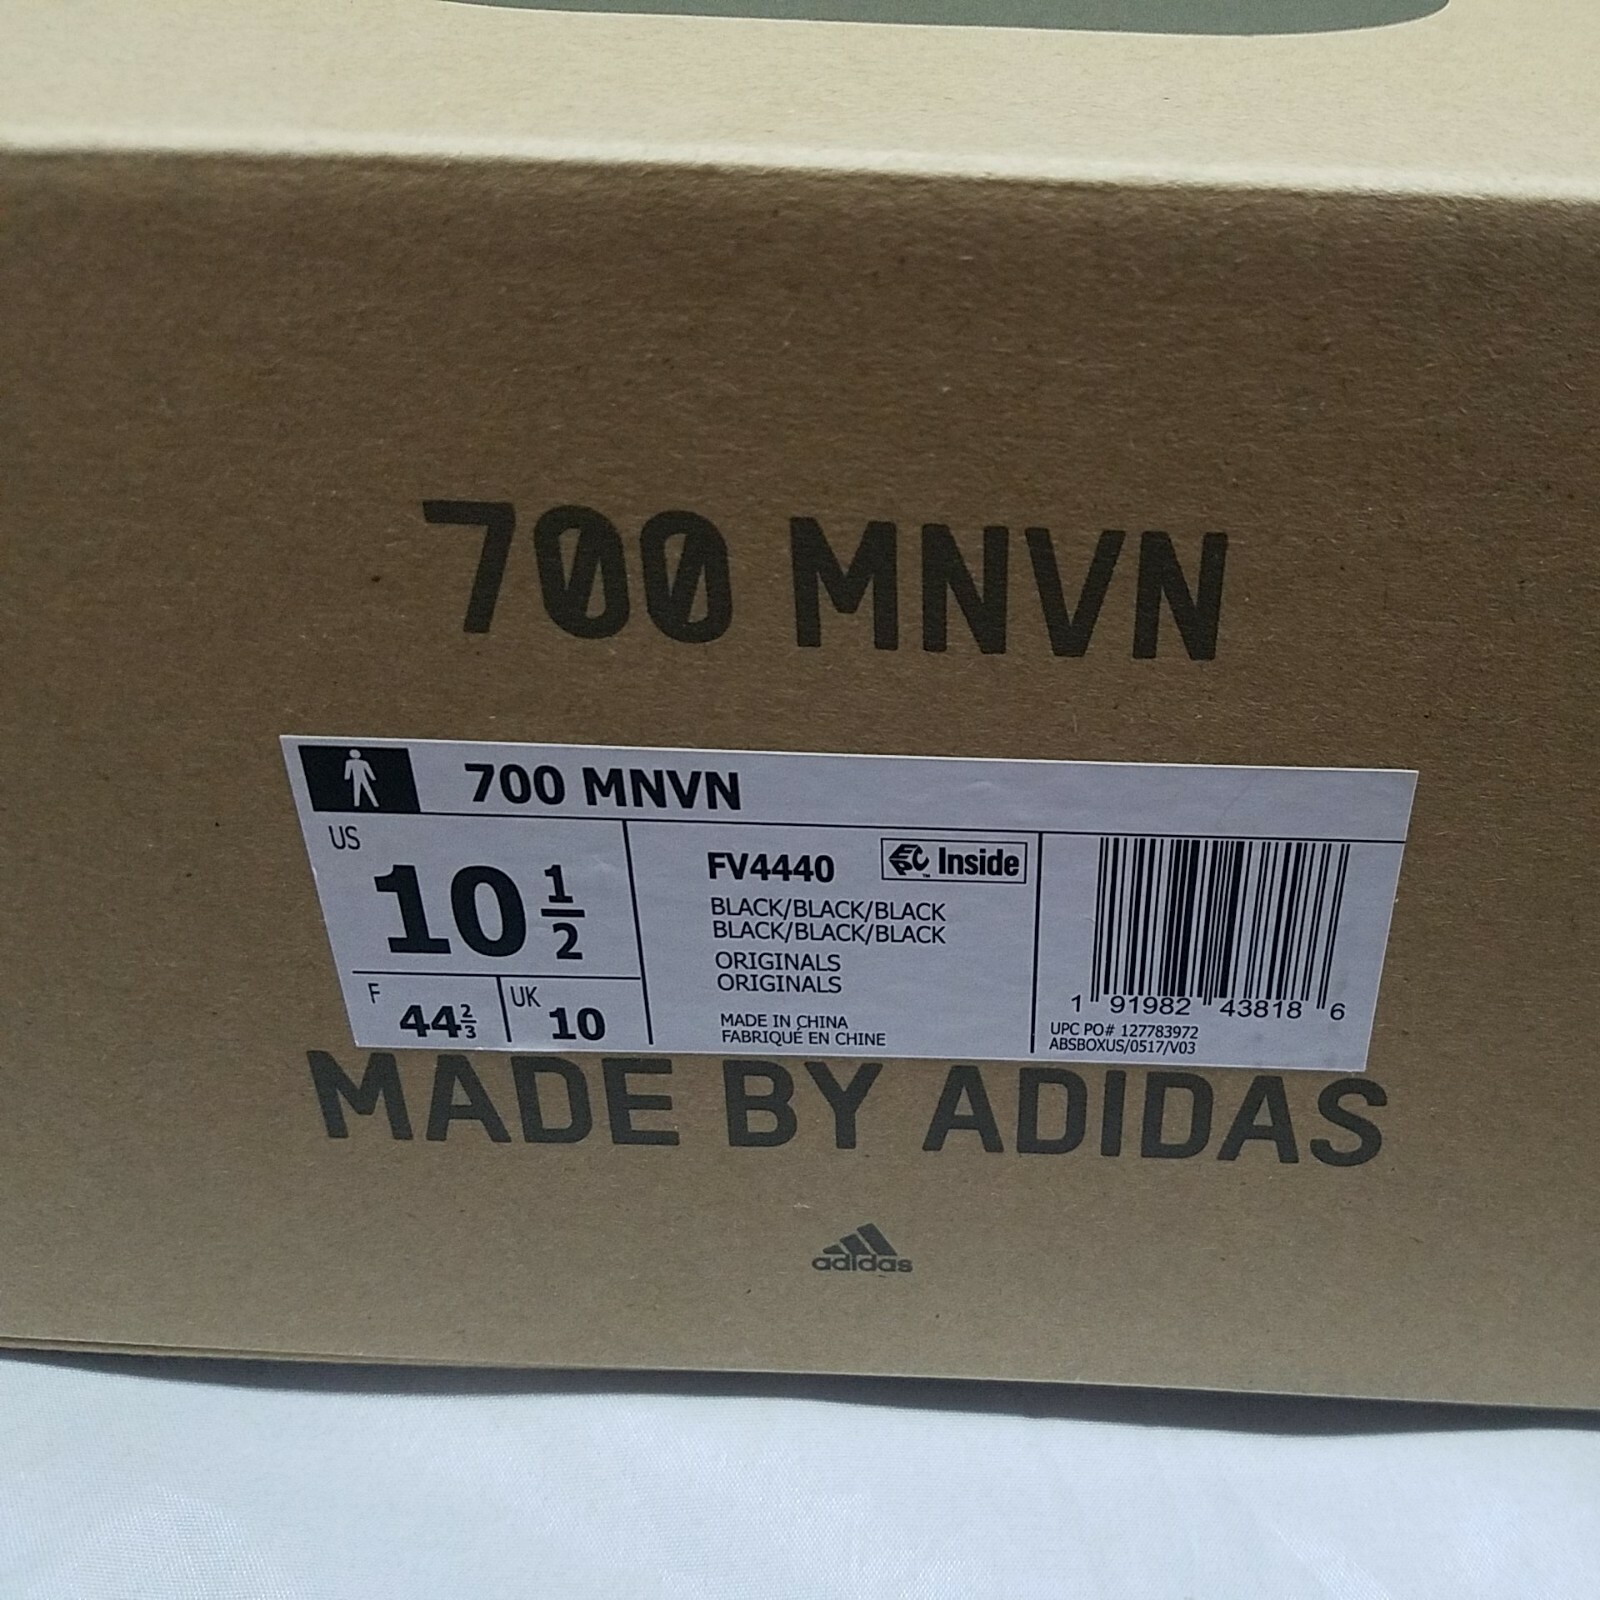 700 MNVN
700 MNVN
US
10 1/2
F 44 2/3
UK 10
FV4440
EPC™ Inside
BLACK/BLACK/BLACK
BLACK/BLACK/BLACK
ORIGINALS
ORIGINALS
MADE IN CHINA
FABRIQUÉ EN CHINE
1 91982 43818 6
UPC PO# 127783972
ABSBOXUS/0517/V03
MADE BY ADIDAS
adidas